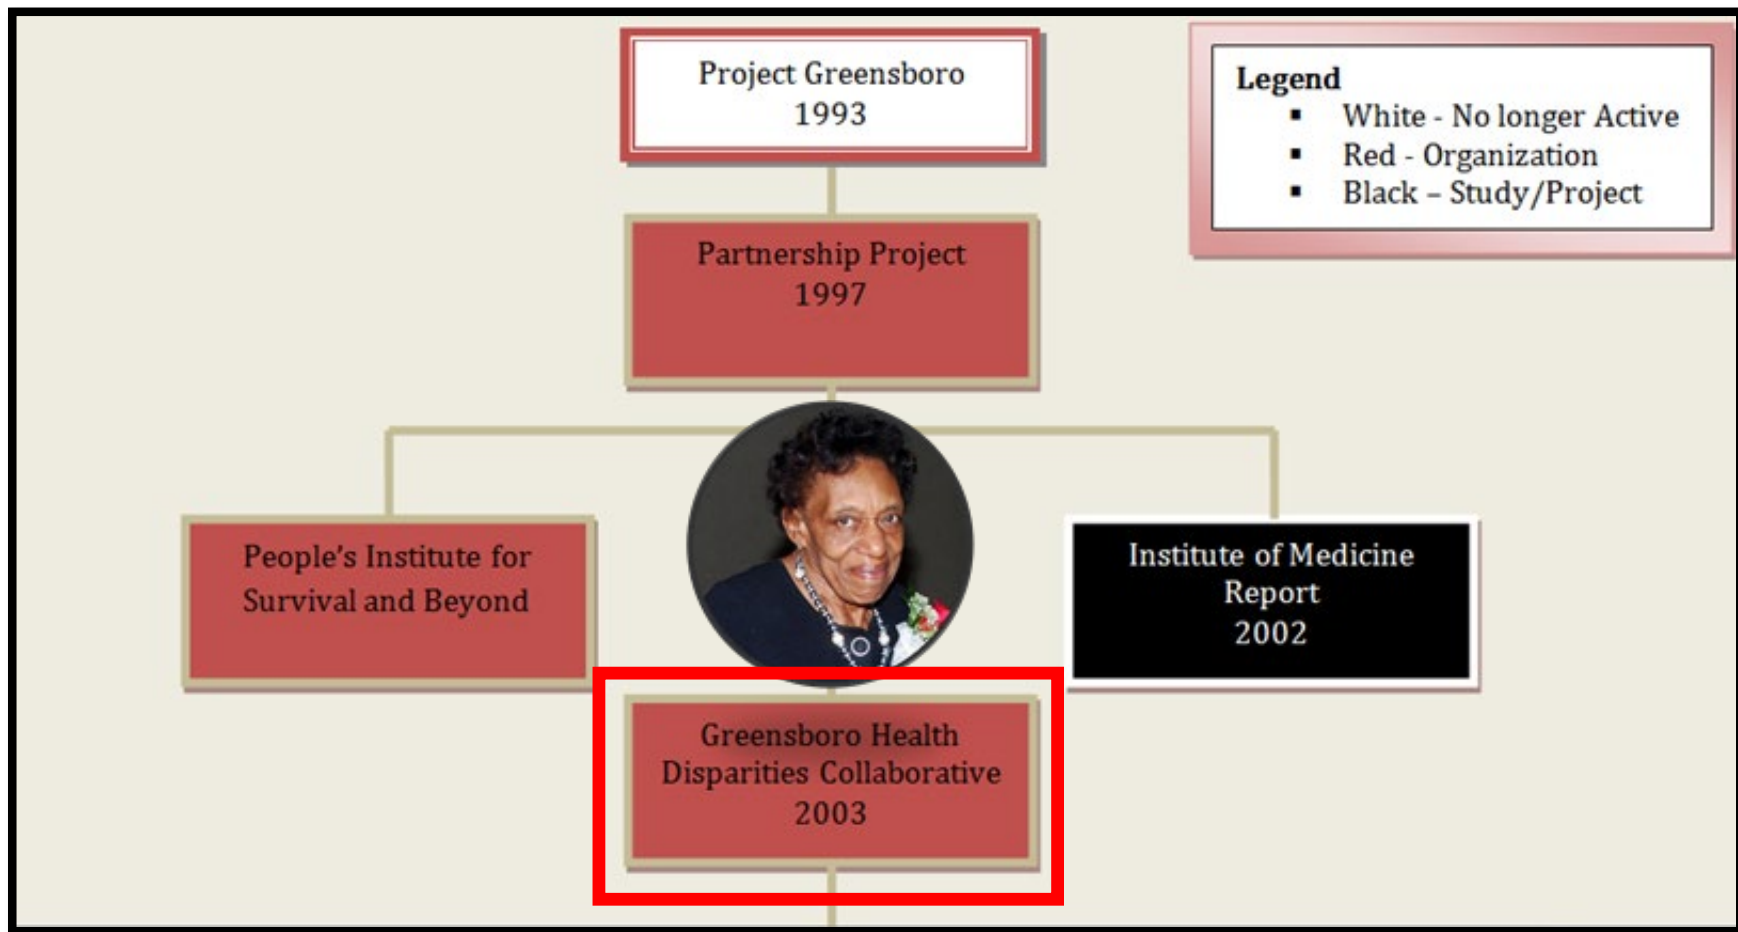 Project Greensboro
1993
Legend
▪ White - No longer Active
▪ Red - Organization
▪ Black – Study/Project
Partnership Project
1997
People’s Institute for
Survival and Beyond
Institute of Medicine
Report
2002
Greensboro Health
Disparities Collaborative
2003